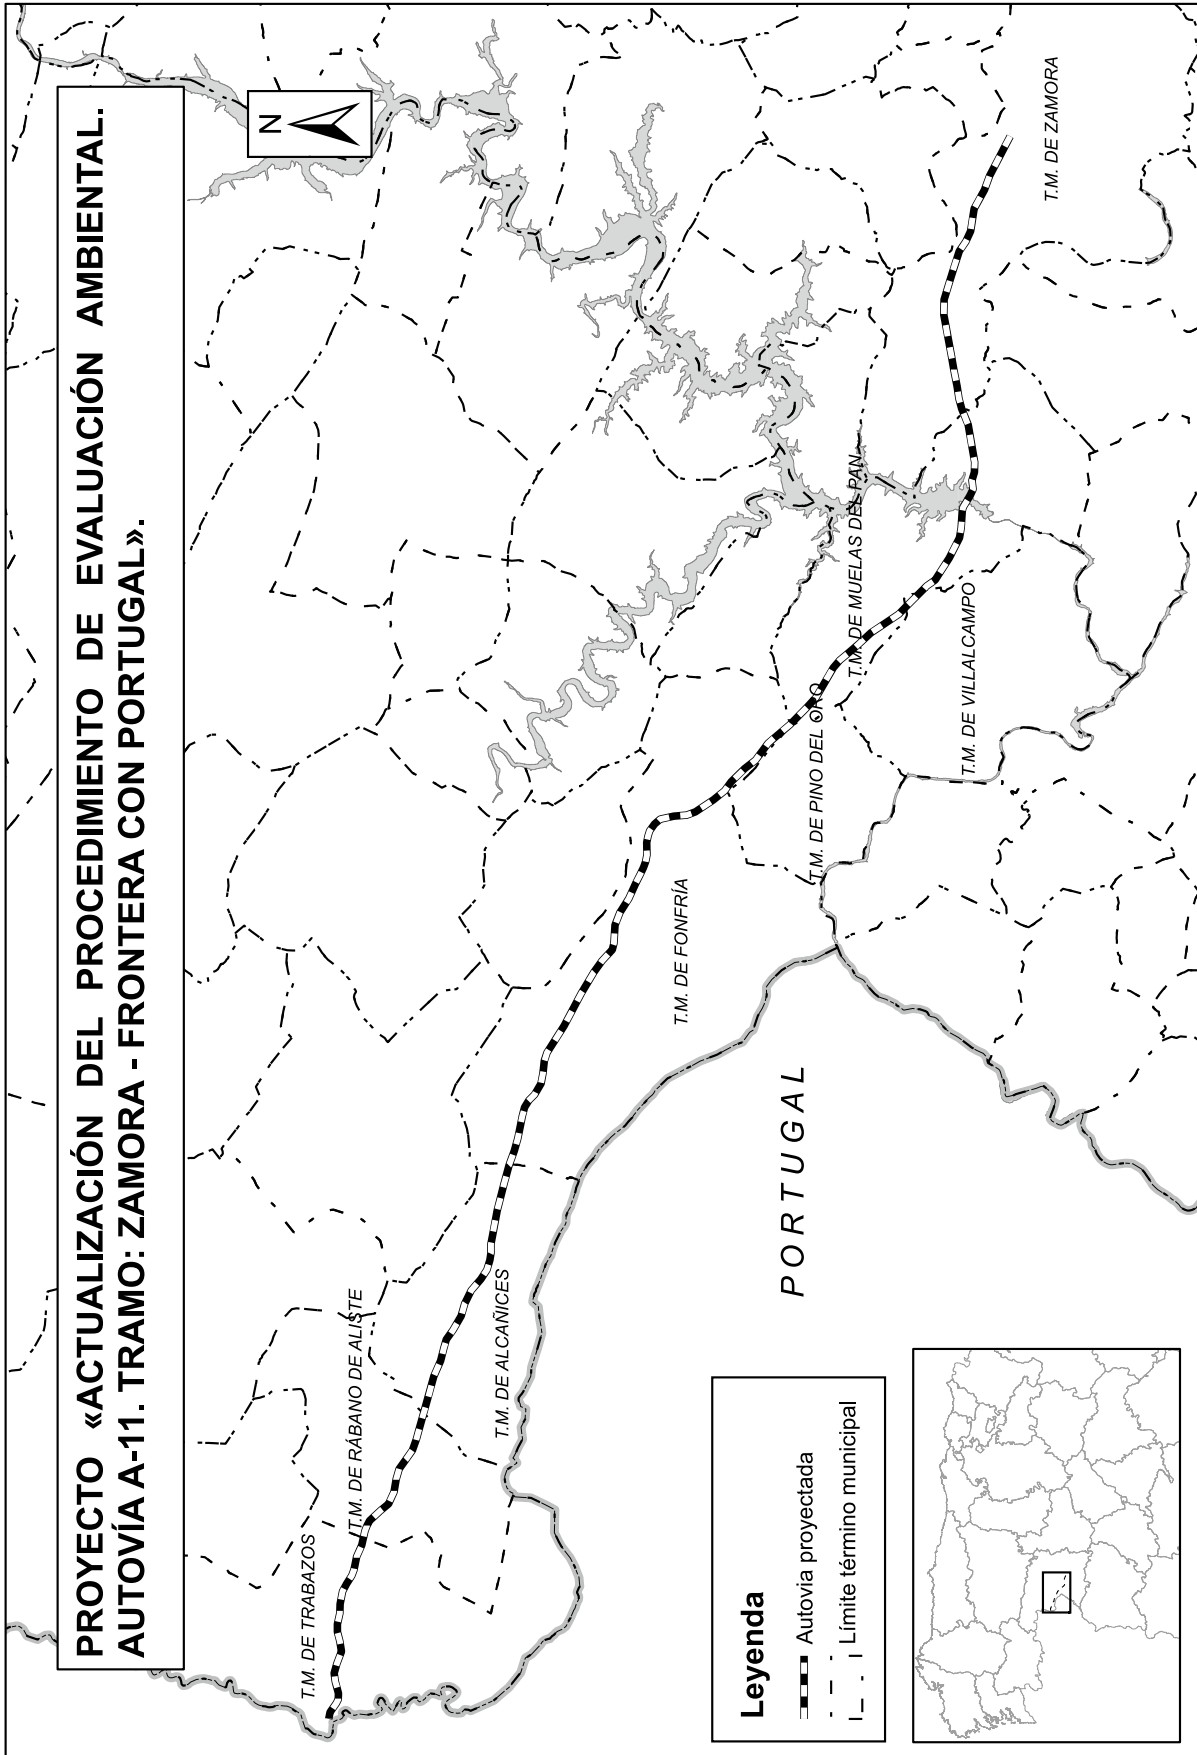 PROYECTO «ACTUALIZACIÓN DEL PROCEDIMIENTO DE EVALUACIÓN AMBIENTAL.
AUTOVÍA A-11. TRAMO: ZAMORA - FRONTERA CON PORTUGAL».
N
T.M. DE TRABAZOS
T.M. DE RÁBANO DE ALISTE
T.M. DE ALCAÑICES
T.M. DE FONFRÍA
T.M. DE PINO DEL ORO
T.M. DE MUELAS DEL PAN
T.M. DE VILLALCAMPO
T.M. DE ZAMORA
PORTUGAL
Leyenda
Autovia proyectada
Límite término municipal